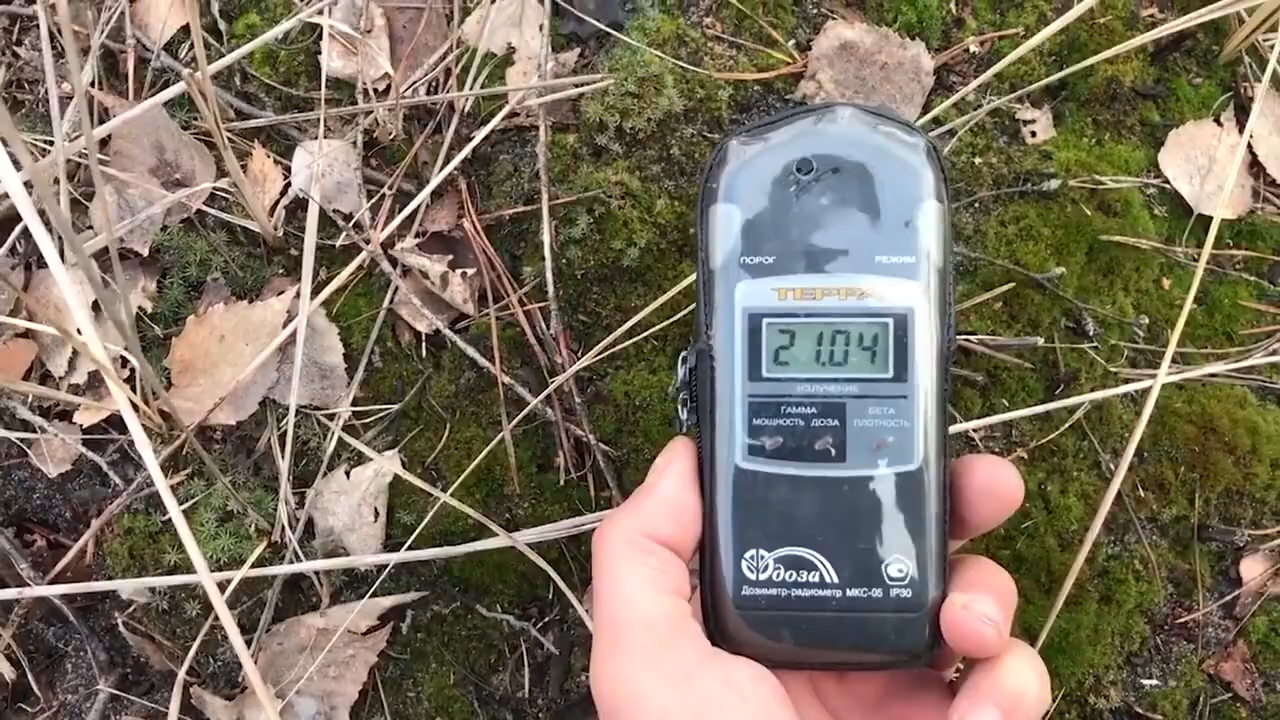 ПОРОГ РЕЖИМ
ТЕРРА
21.04
ИЗЛУЧЕНИЕ
ГАММА БЕТА
МОЩНОСТЬ ДОЗА ПЛОТНОСТЬ
доза
Дозиметр-радиометр МКС-05 IP30